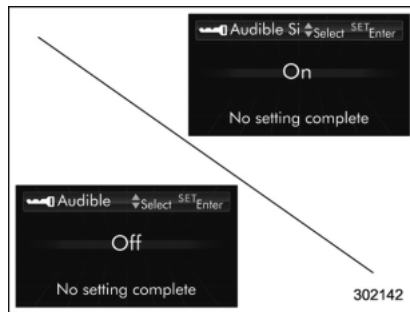 Audible Si Select SET Enter
On
No setting complete
Audible Select SET Enter
Off
No setting complete
302142